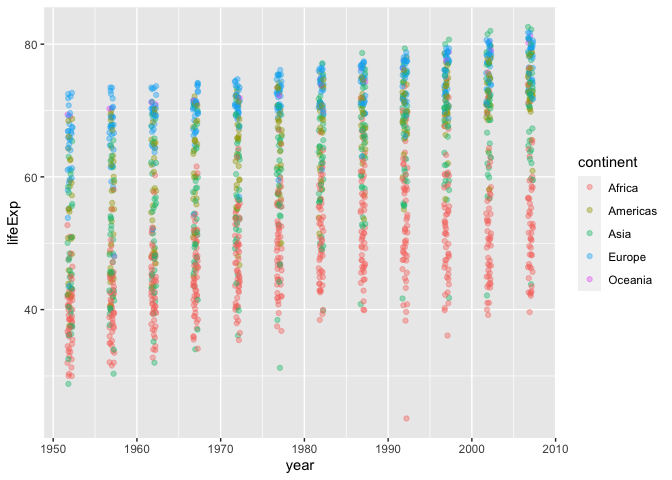 80
60
40
lifeExp
1950 1960 1970 1980 1990 2000 2010
year
continent
Africa
Americas
Asia
Europe
Oceania